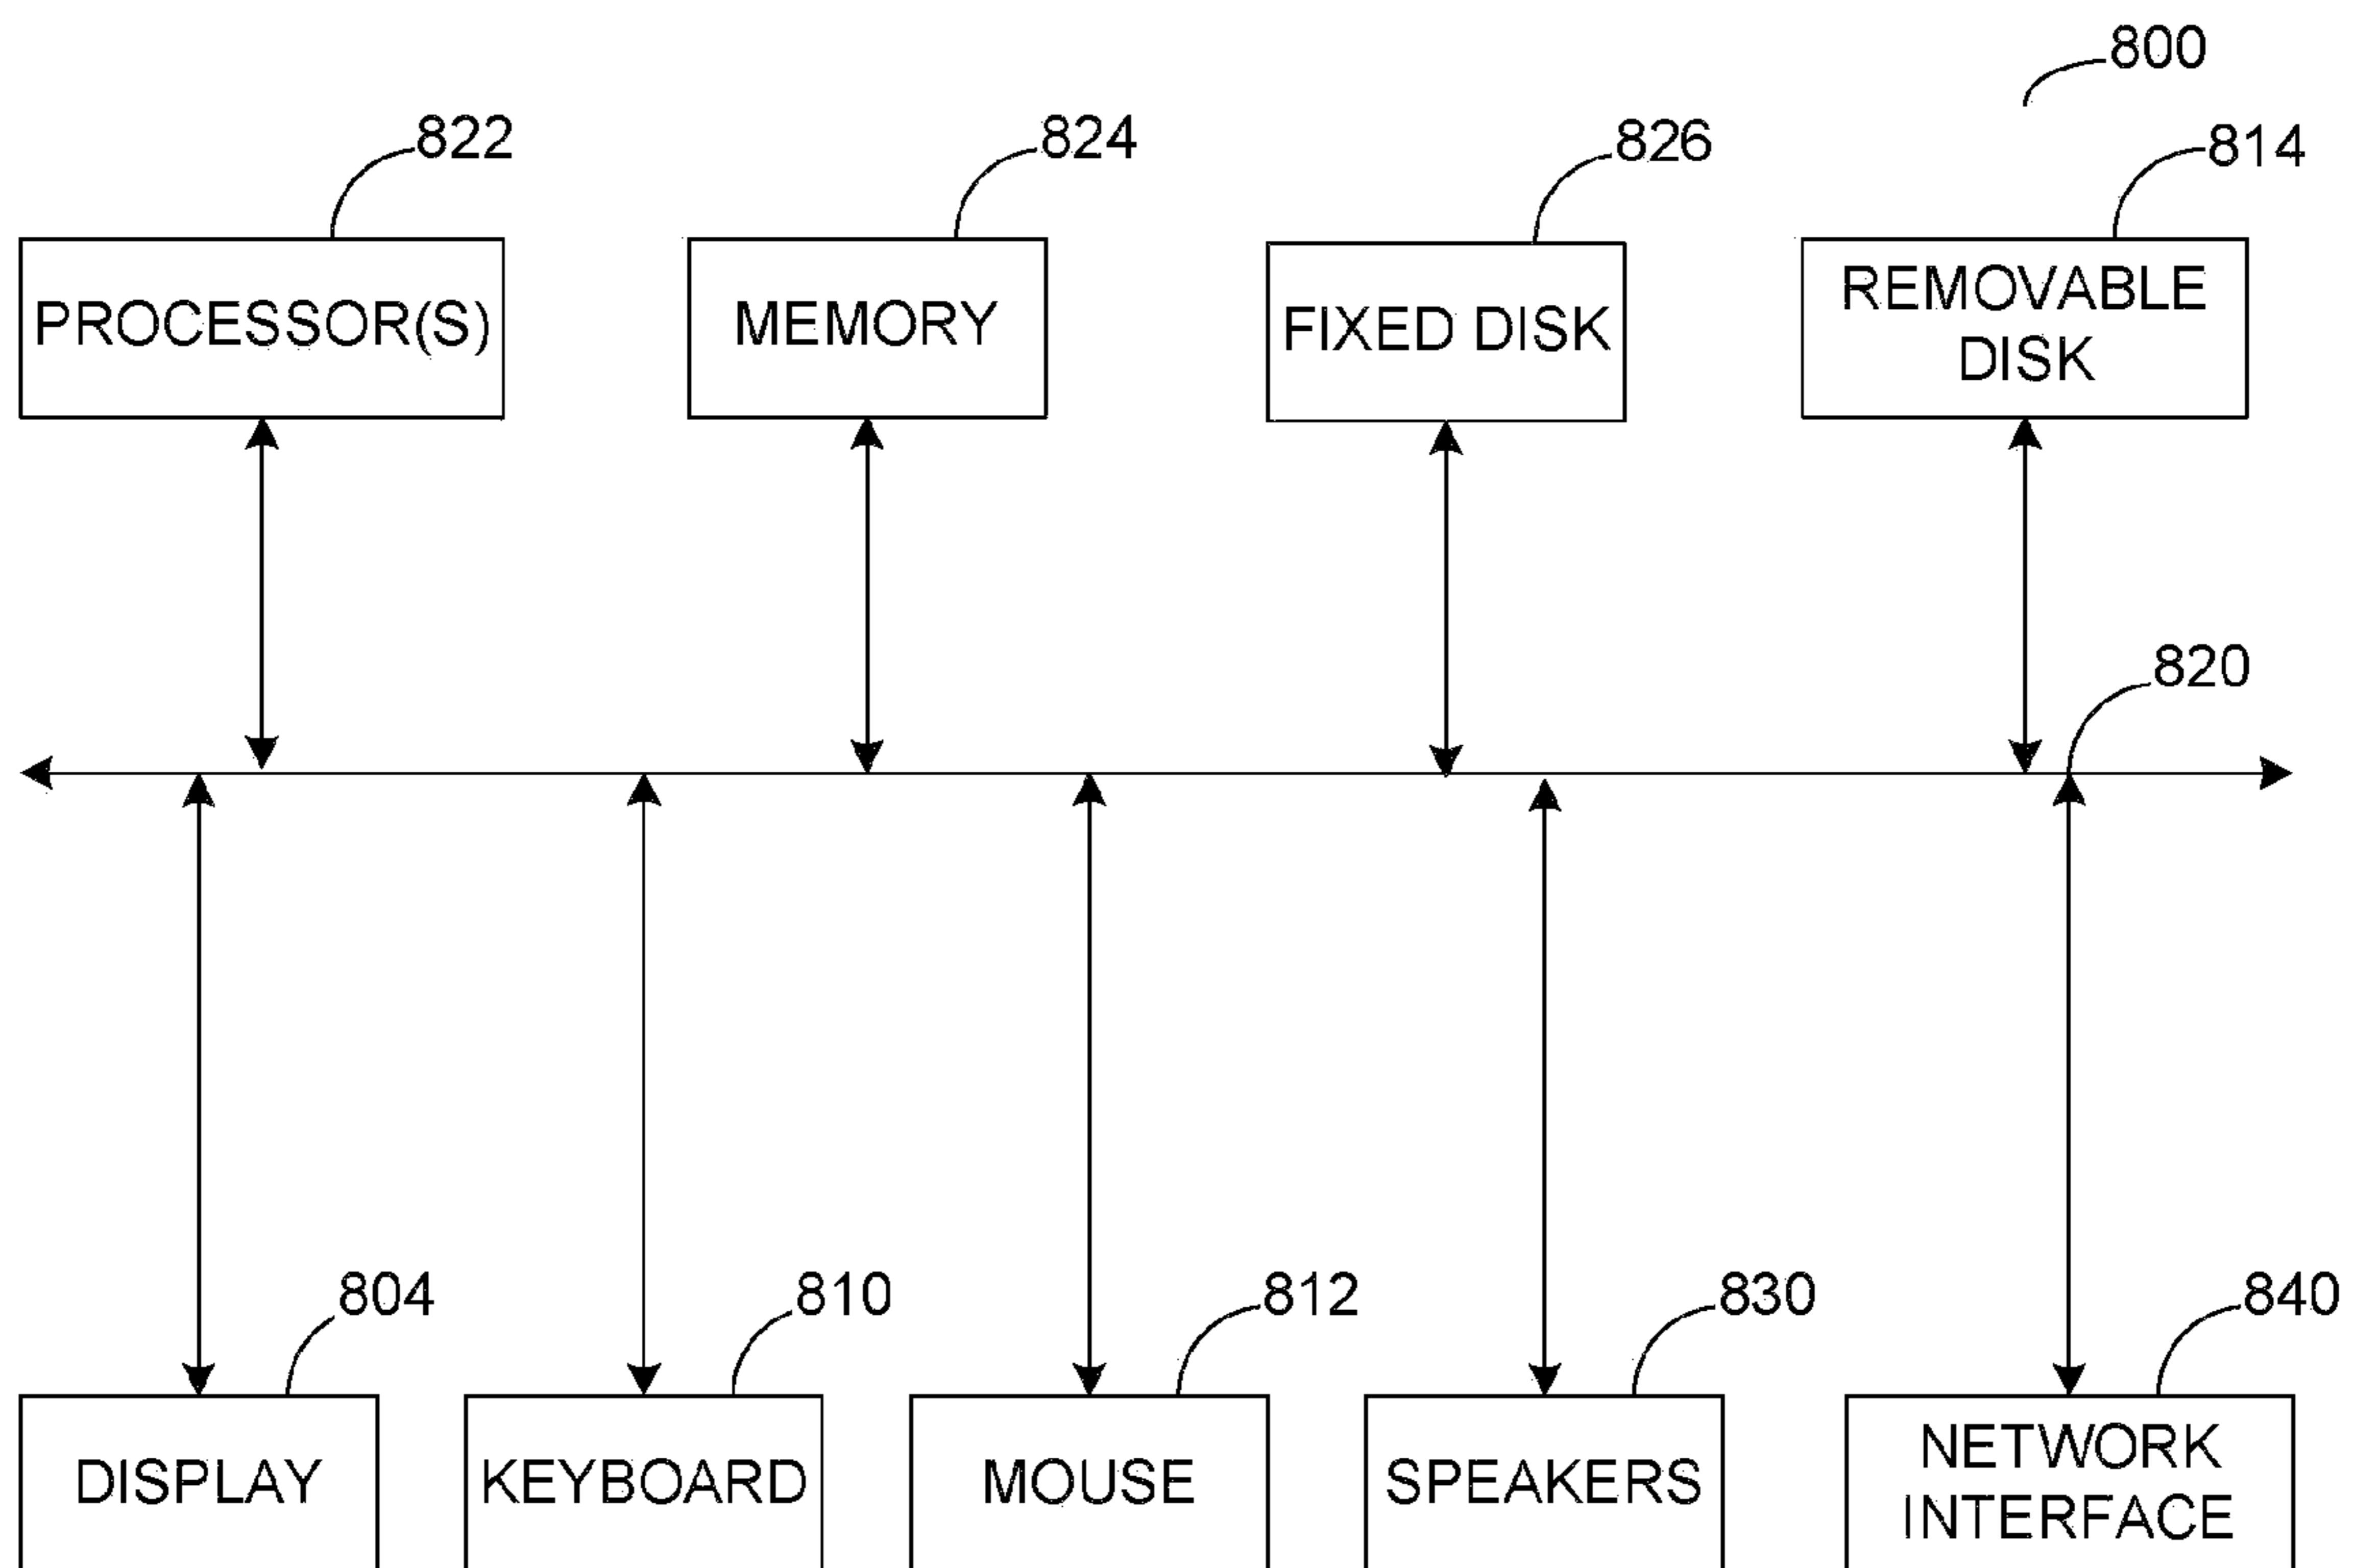 800
822
824
826
814
PROCESSOR(S)
MEMORY
FIXED DISK
REMOVABLE
DISK
820
804
810
812
830
840
DISPLAY
KEYBOARD
MOUSE
SPEAKERS
NETWORK
INTERFACE